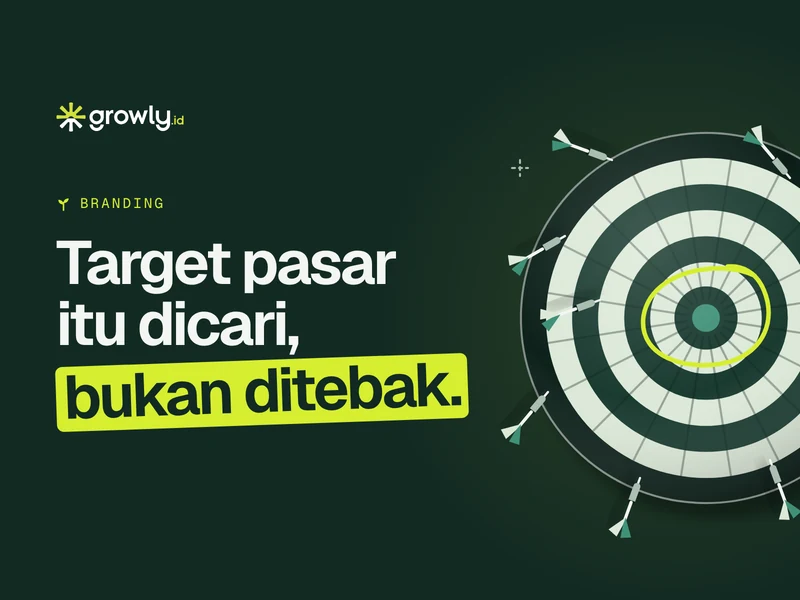 growly.id
BRANDING
Target pasar
itu dicari,
bukan ditebak.